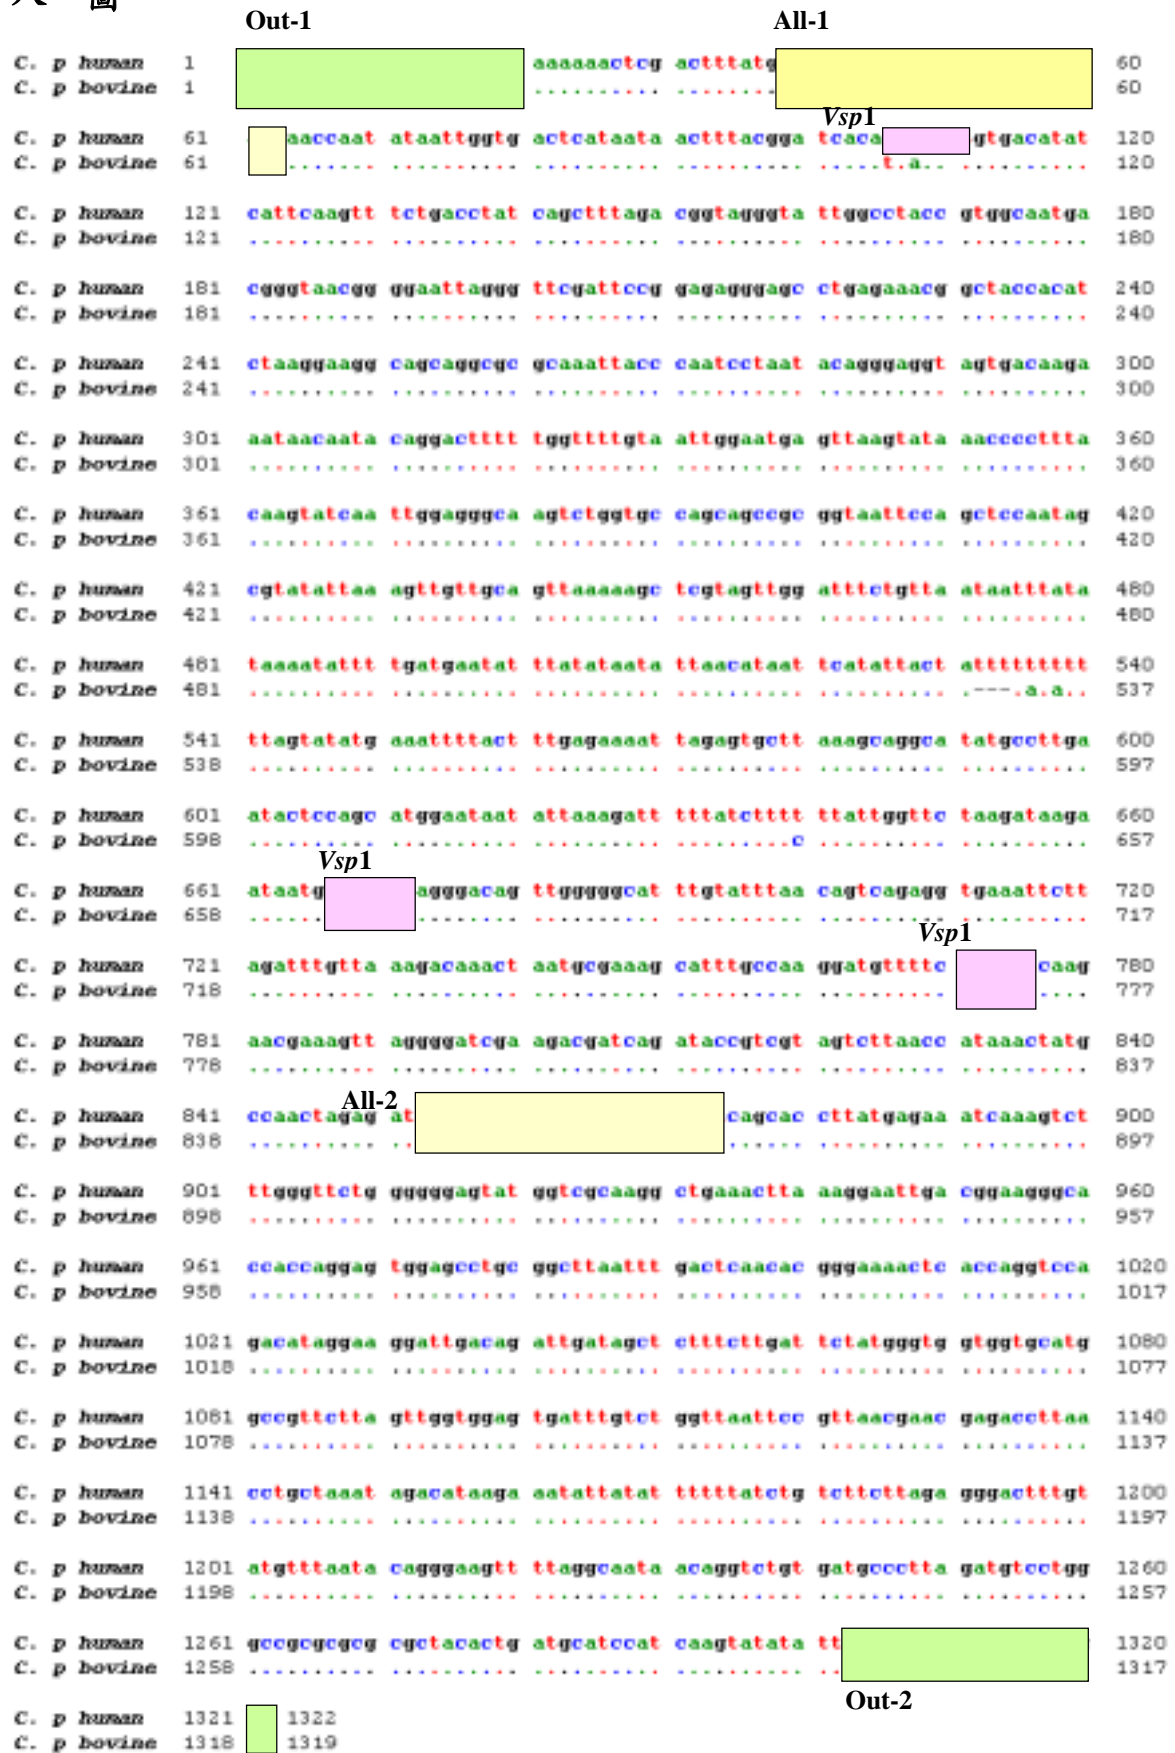 圖
Out-1 All-1
C. p human 1 aaaaaactcg actttatg 60
C. p bovine 1 .......... ....... 60
Vsp1
C. p human 61 aaccaat ataattggtg actcataata actttacgga tcaca gtgacatat 120
C. p bovine 61 ....... .......... .......... .......... .....t.a.. .......... 120
C. p human 121 cattcaagtt tctgacctat cagctttaga cggtagggta ttggcctacc gtggcaatga 180
C. p bovine 121 .......... .......... .......... .......... .......... .......... 180
C. p human 181 cgggtaacgg ggaattaggg ttcgattccg gagagggagc ctgagaaacg gctaccacat 240
C. p bovine 181 .......... .......... .......... .......... .......... .......... 240
C. p human 241 ctaaggaagg cagcaggcgc gcaaattacc caatcctaat acagggaggt agtgacaaga 300
C. p bovine 241 .......... .......... .......... .......... .......... .......... 300
C. p human 301 aataacaata caggactttt tggttttgta attggaatga gttaagtata aaccccttta 360
C. p bovine 301 .......... .......... .......... .......... .......... .......... 360
C. p human 361 caagtatcaa ttggagggca agtctggtgc cagcagccgc ggtaattcca gctccaatag 420
C. p bovine 361 .......... .......... .......... .......... .......... .......... 420
C. p human 421 cgtatattaa agttgttgca gttaaaaagc tcgtagttgg atttctgtta ataatttata 480
C. p bovine 421 .......... .......... .......... .......... .......... .......... 480
C. p human 481 taaaatattt tgatgaatat ttatataata ttaacataat tcatattact attttttttt 540
C. p bovine 481 .......... .......... .......... .......... .......... .---.a.a.. 537
C. p human 541 ttagtatatg aaattttact ttgagaaaat tagagtgctt aaagcaggca tatgccttga 600
C. p bovine 538 .......... .......... .......... .......... .......... .......... 597
C. p human 601 atactccagc atggaataat attaaagatt tttatctttt ttattggttc taagataaga 660
C. p bovine 598 .......... .......... .......... .........c .......... .......... 657
Vsp1
C. p human 661 ataatg agggacag ttgggggcat ttgtatttaa cagtcagagg tgaaattctt 720
C. p bovine 658 ...... ........ .......... .......... .......... .......... 717
Vsp1
C. p human 721 agatttgtta aagacaaact aatgcgaaag catttgccaa ggatgttttc caag 780
C. p bovine 718 .......... .......... .......... .......... .......... .... 777
C. p human 781 aacgaaagtt aggggatcga agacgatcag ataccgtcgt agtcttaacc ataaactatg 840
C. p bovine 778 .......... .......... .......... .......... .......... .......... 837
All-2
C. p human 841 ccaactagag at cagcac cttatgagaa atcaaagtct 900
C. p bovine 838 .......... .. ...... .......... .......... 897
C. p human 901 ttgggttctg gggggagtat ggtcgcaagg ctgaaactta aaggaattga cggaagggca 960
C. p bovine 898 .......... .......... .......... .......... .......... .......... 957
C. p human 961 ccaccaggag tggagcctgc ggcttaattt gactcaacac gggaaaactc accaggtcca 1020
C. p bovine 958 .......... .......... .......... .......... .......... .......... 1017
C. p human 1021 gacataggaa ggattgacag attgatagct ctttcttgat tctatgggtg gtggtgcatg 1080
C. p bovine 1018 .......... .......... .......... .......... .......... .......... 1077
C. p human 1081 gccgttctta gttggtggag tgatttgtct ggttaattcc gttaacgaac gagaccttaa 1140
C. p bovine 1078 .......... .......... .......... .......... .......... .......... 1137
C. p human 1141 cctgctaaat agacataaga aatattatat tttttatctg tcttcttaga gggactttgt 1200
C. p bovine 1138 .......... .......... .......... .......... .......... .......... 1197
C. p human 1201 atgtttaata cagggaagtt ttaggcaata acaggtctgt gatgccctta gatgtcctgg 1260
C. p bovine 1198 .......... .......... .......... .......... .......... .......... 1257
C. p human 1261 gccgcgcgcg cgctacactg atgcatccat caagtatata tt 1320
C. p bovine 1258 .......... .......... .......... .......... .. 1317
Out-2
C. p human 1321 1322
C. p bovine 1318 1319